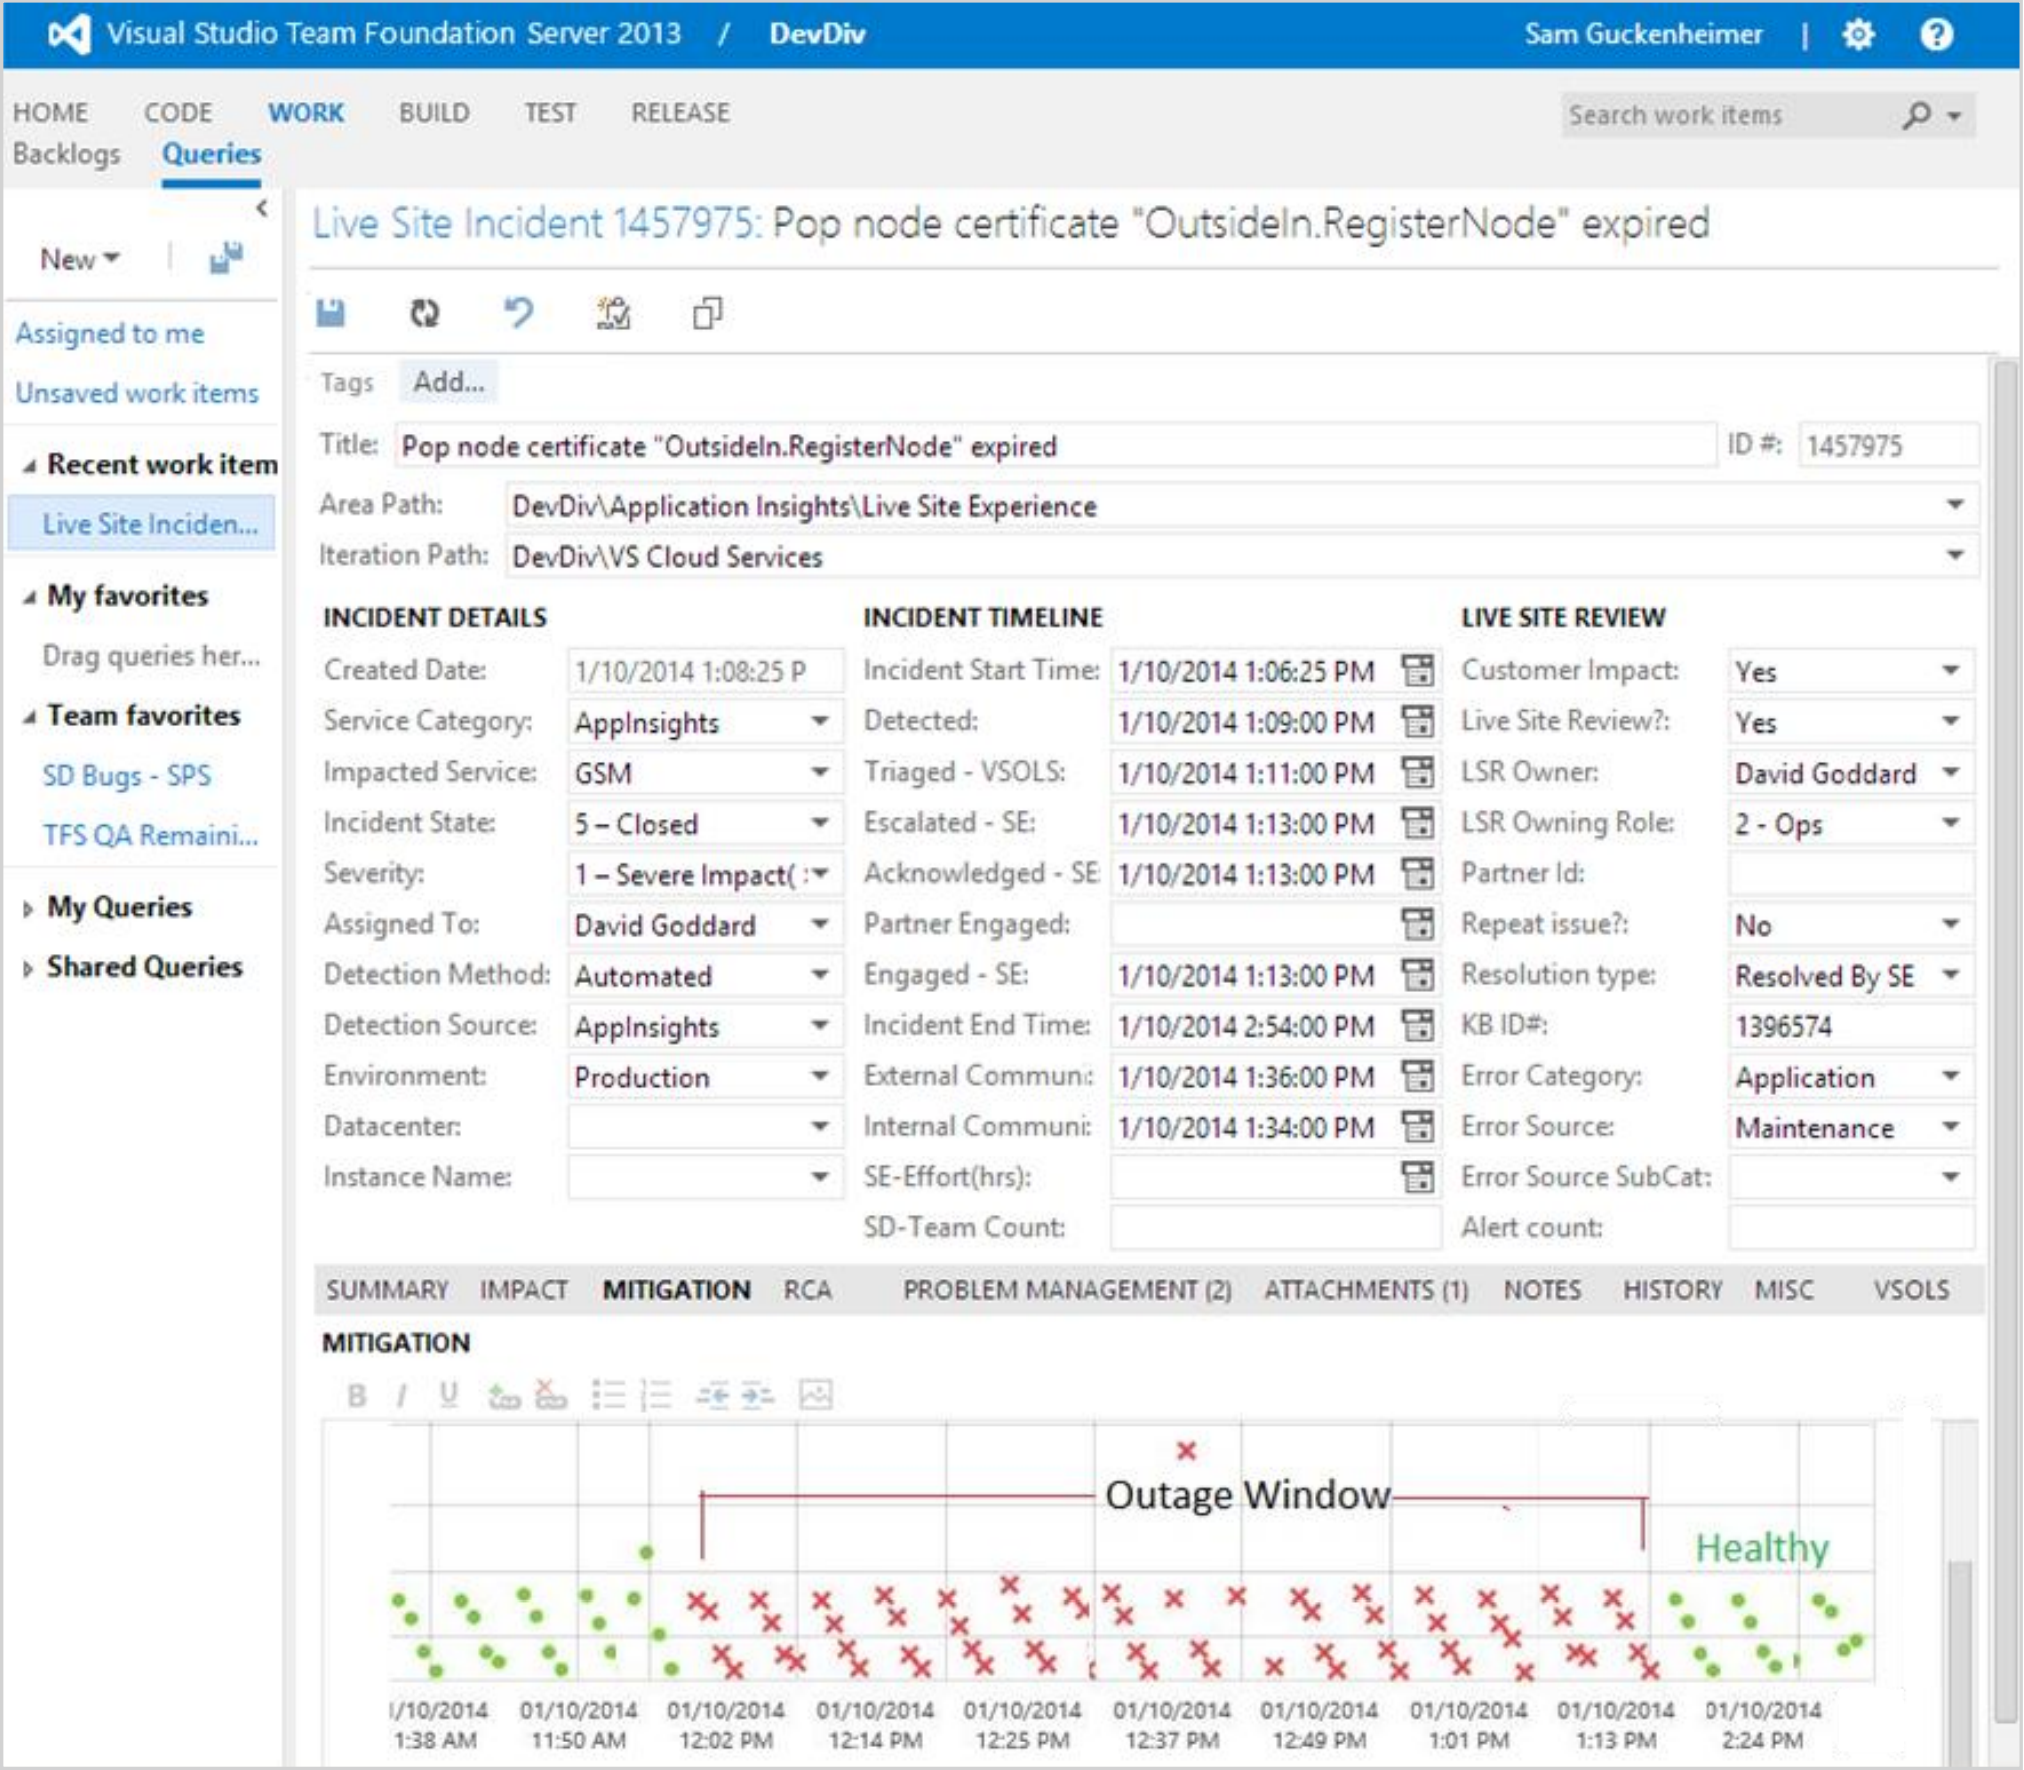 Visual Studio Team Foundation Server 2013 / DevDiv
Sam Guckenheimer |
HOME CODE WORK BUILD TEST RELEASE
Search work items
Backlogs Queries
New
Assigned to me
Unsaved work items
Recent work item
Live Site Inciden...
My favorites
Drag queries her...
Team favorites
SD Bugs - SPS
TFS QA Remaini...
My Queries
Shared Queries
Live Site Incident 1457975: Pop node certificate "OutsideIn.RegisterNode" expired
Tags Add...
Title: Pop node certificate "OutsideIn.RegisterNode" expired ID #: 1457975
Area Path: DevDiv\Application Insights\Live Site Experience
Iteration Path: DevDiv\VS Cloud Services
INCIDENT DETAILS
Created Date: 1/10/2014 1:08:25 P
Service Category: AppInsights
Impacted Service: GSM
Incident State: 5 – Closed
Severity: 1 – Severe Impact( :
Assigned To: David Goddard
Detection Method: Automated
Detection Source: AppInsights
Environment: Production
Datacenter:
Instance Name:
INCIDENT TIMELINE
Incident Start Time: 1/10/2014 1:06:25 PM
Detected: 1/10/2014 1:09:00 PM
Triaged - VSOLS: 1/10/2014 1:11:00 PM
Escalated - SE: 1/10/2014 1:13:00 PM
Acknowledged - SE: 1/10/2014 1:13:00 PM
Partner Engaged:
Engaged - SE: 1/10/2014 1:13:00 PM
Incident End Time: 1/10/2014 2:54:00 PM
External Communi: 1/10/2014 1:36:00 PM
Internal Communi: 1/10/2014 1:34:00 PM
SE-Effort(hrs):
SD-Team Count:
LIVE SITE REVIEW
Customer Impact: Yes
Live Site Review?: Yes
LSR Owner: David Goddard
LSR Owning Role: 2 - Ops
Partner Id:
Repeat issue?: No
Resolution type: Resolved By SE
KB ID#: 1396574
Error Category: Application
Error Source: Maintenance
Error Source SubCat:
Alert count:
SUMMARY IMPACT MITIGATION RCA PROBLEM MANAGEMENT (2) ATTACHMENTS (1) NOTES HISTORY MISC VSOLS
MITIGATION
B I U
Outage Window
Healthy
/10/2014 01/10/2014 01/10/2014 01/10/2014 01/10/2014 01/10/2014 01/10/2014 01/10/2014 01/10/2014 01/10/2014
1:38 AM 11:50 AM 12:02 PM 12:14 PM 12:25 PM 12:37 PM 12:49 PM 1:01 PM 1:13 PM 2:24 PM